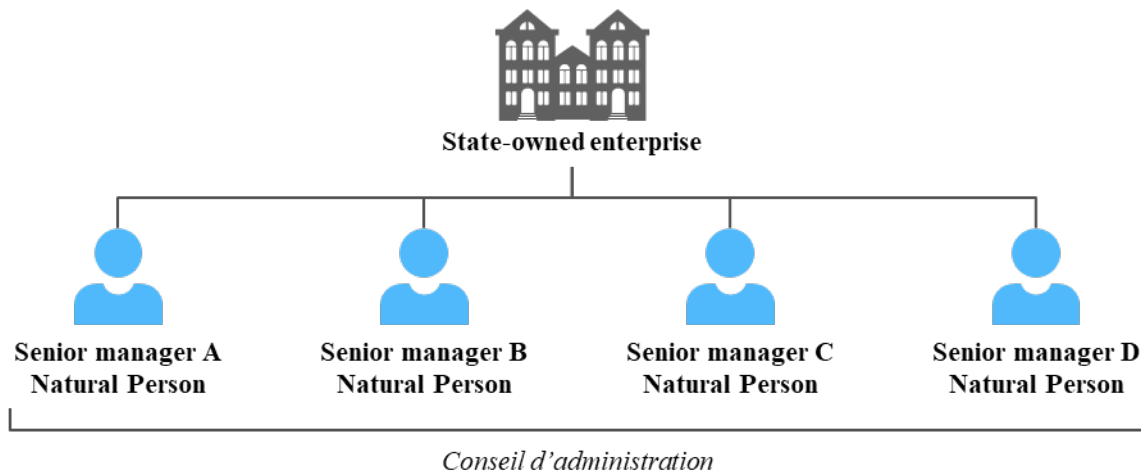 State-owned enterprise
Senior manager A
Natural Person
Senior manager B
Natural Person
Senior manager C
Natural Person
Senior manager D
Natural Person
Conseil d’administration